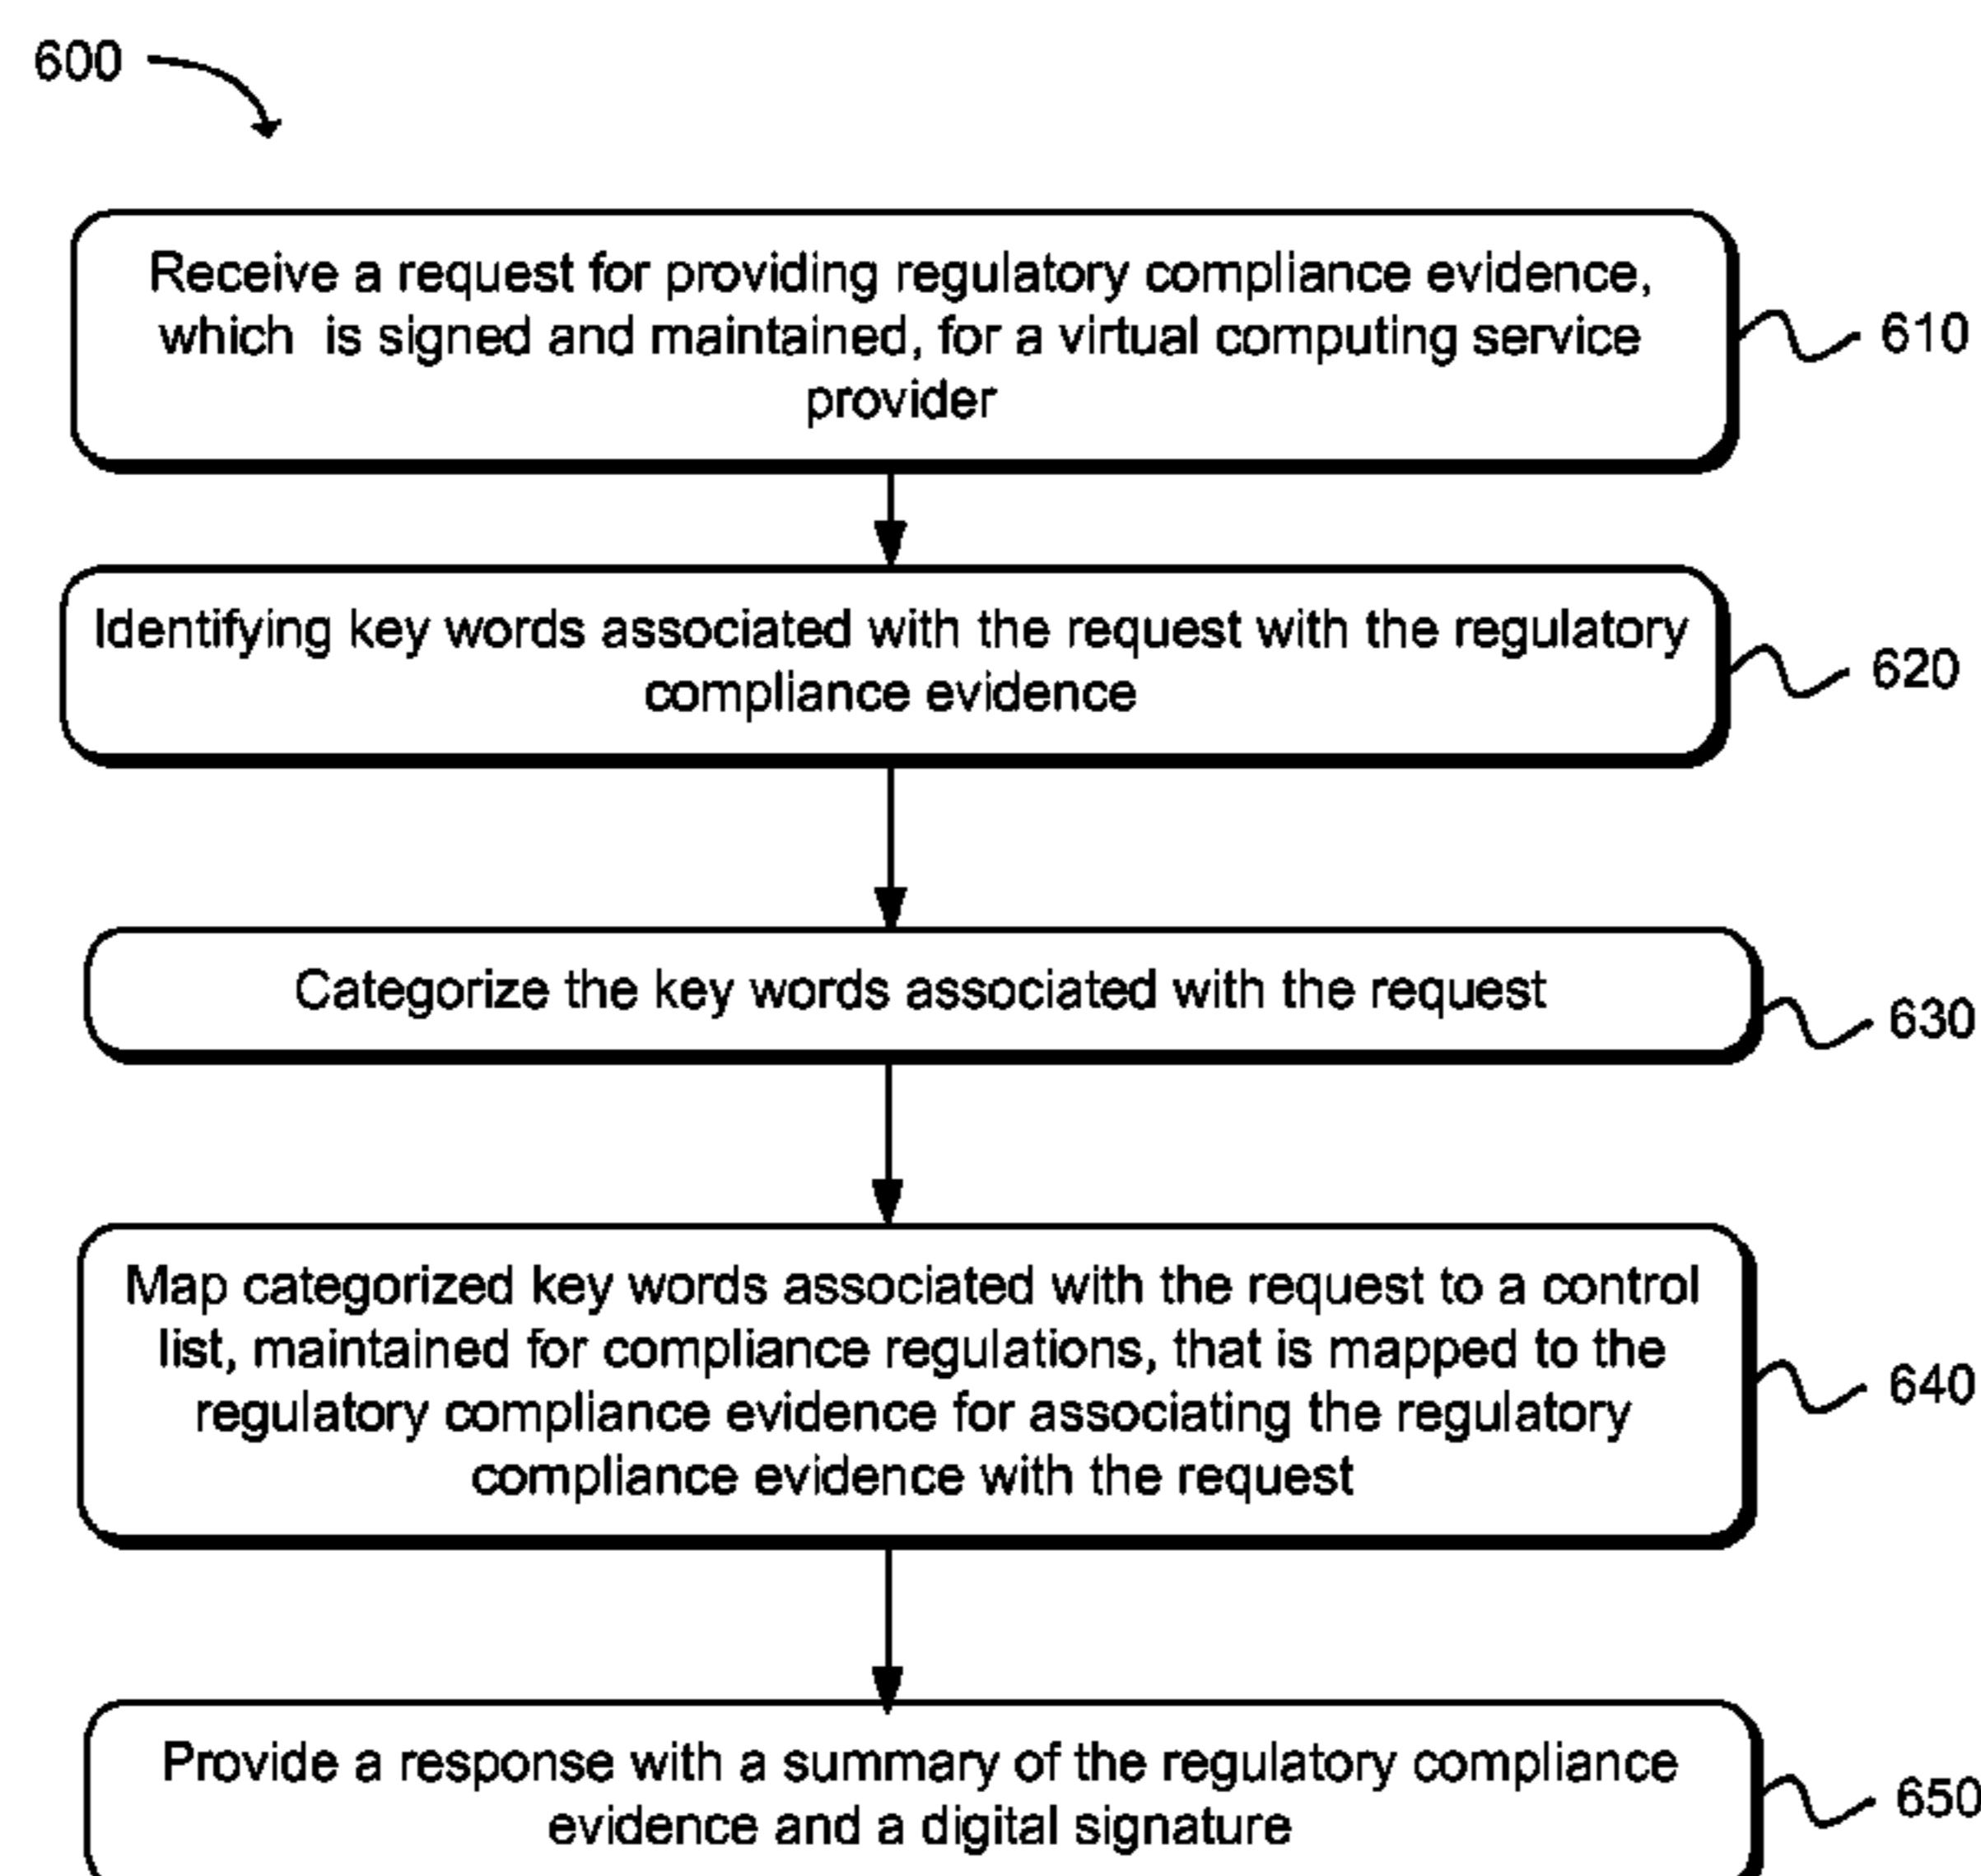 600
Receive a request for providing regulatory compliance evidence,
which is signed and maintained, for a virtual computing service
provider
610
Identifying key words associated with the request with the regulatory
compliance evidence
620
Categorize the key words associated with the request
630
Map categorized key words associated with the request to a control
list, maintained for compliance regulations, that is mapped to the
regulatory compliance evidence for associating the regulatory
compliance evidence with the request
640
Provide a response with a summary of the regulatory compliance
evidence and a digital signature
650